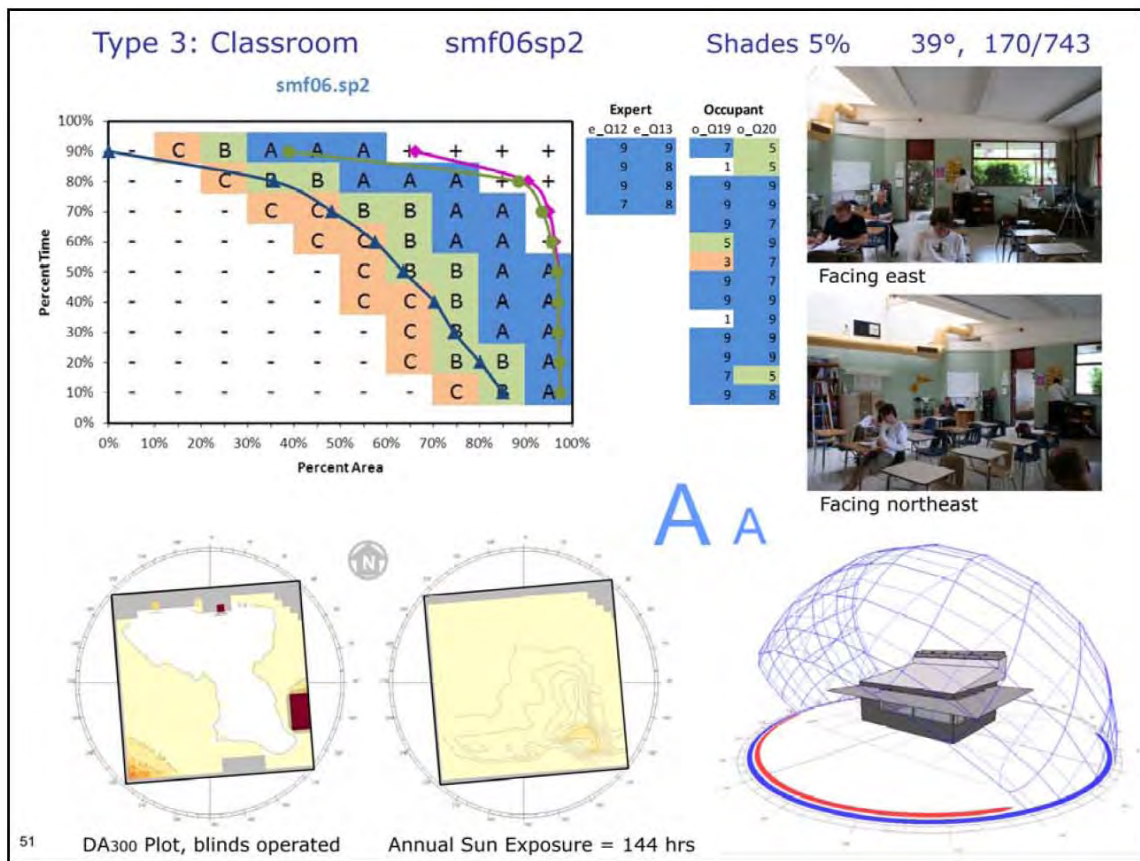 Type 3: Classroom smf06sp2 Shades 5% 39°, 170/743
smf06.sp2
100%
90% - C B A A A + + + +
80% - - C B B A A A + +
70% - - - C C B B A A
60% - - - - C C B A A +
50% - - - - - C B B A A
40% - - - - - C C B A A
30% - - - - - - C B A A
20% - - - - - - C B B A
10% - - - - - - - C B A
0%
0% 10% 20% 30% 40% 50% 60% 70% 80% 90% 100%
Percent Time
Percent Area
Expert Occupant
e_Q12 e_Q13 o_Q19 o_Q20
9 9 7 5
9 8 1 5
9 8 9 9
7 8 9 9
9 7
5 9
3 7
9 7
9 9
1 9
9 9
9 9
7 5
9 8
Facing east
Facing northeast
A A
N
51 DA300 Plot, blinds operated Annual Sun Exposure = 144 hrs